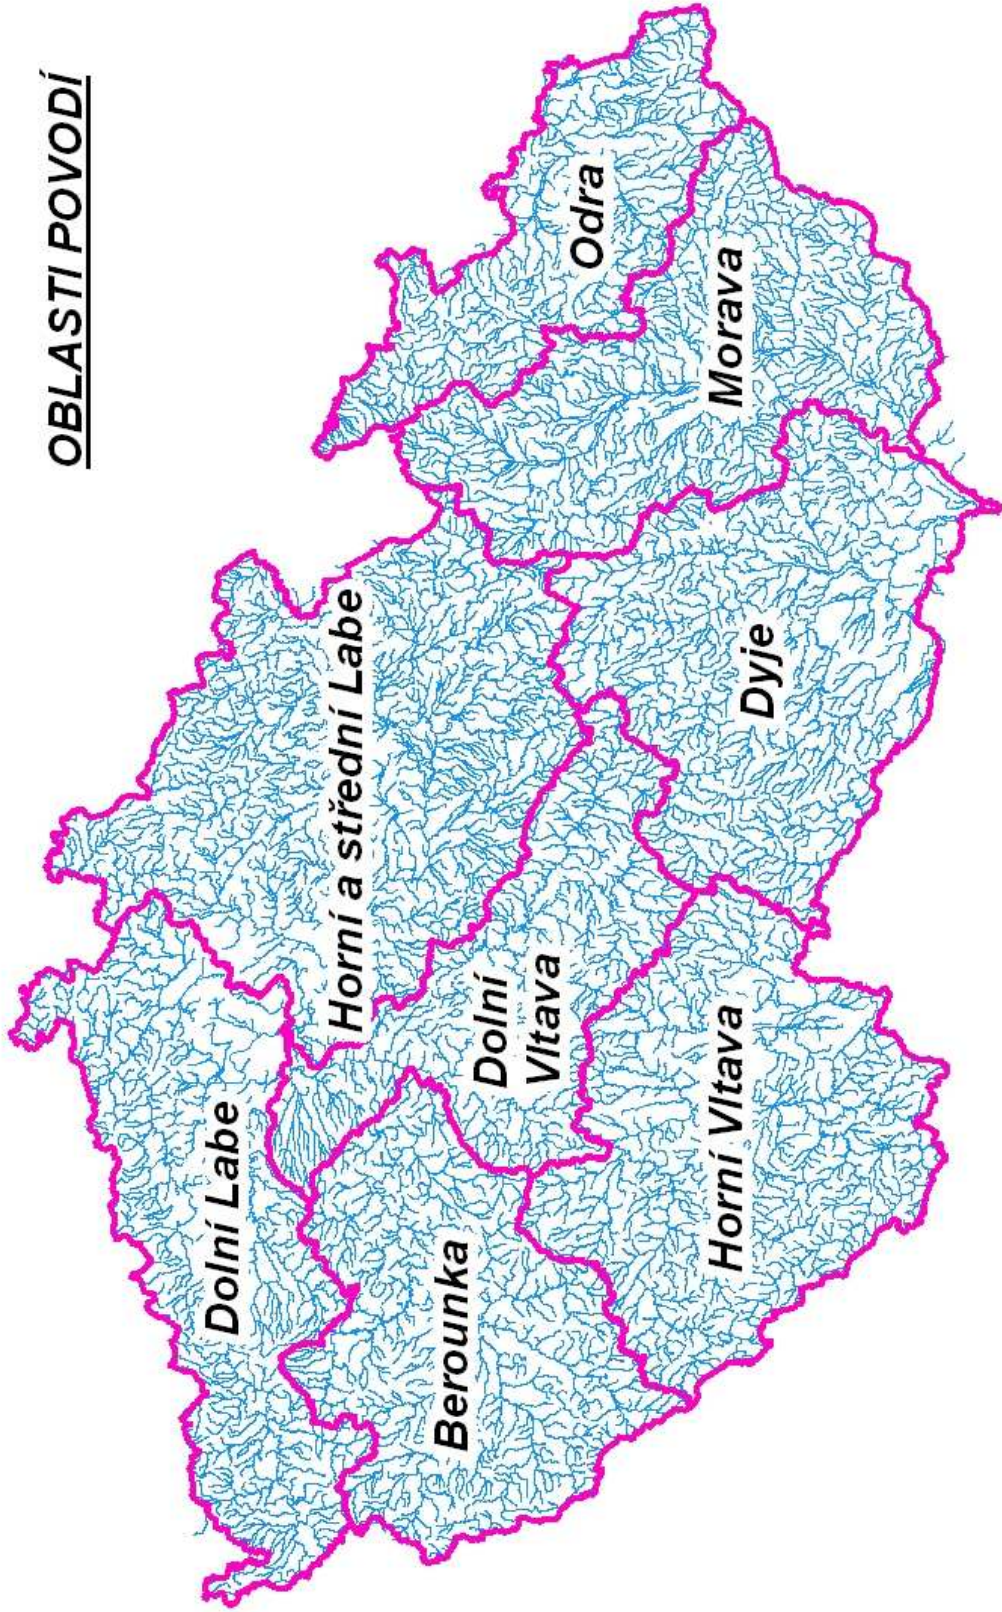 OBLASTI POVODÍ
Dolní Labe
Horní a střední Labe
Odra
Berounka
Dolní
Vltava
Morava
Horní Vltava
Dyje